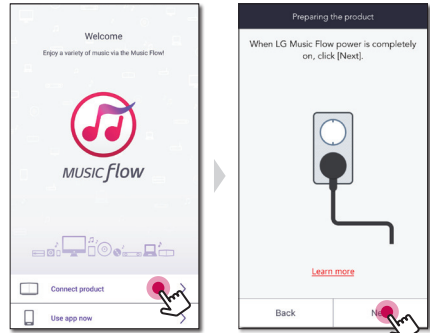 Welcome
Enjoy a variety of music via the Music Flow!
MUSIC flow
Connect product
Use app now
Preparing the product
When LG Music Flow power is completely
on, click [Next].
Learn more
Back